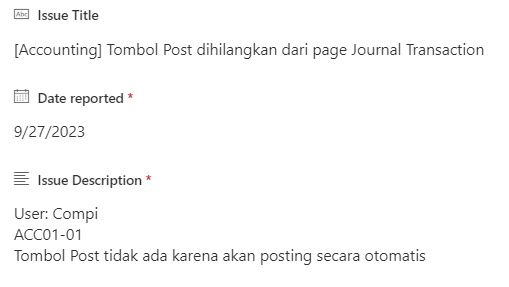 Abc Issue Title
[Accounting] Tombol Post dihilangkan dari page Journal Transaction
Date reported *
9/27/2023
Issue Description *
User: Compi
ACC01-01
Tombol Post tidak ada karena akan posting secara otomatis